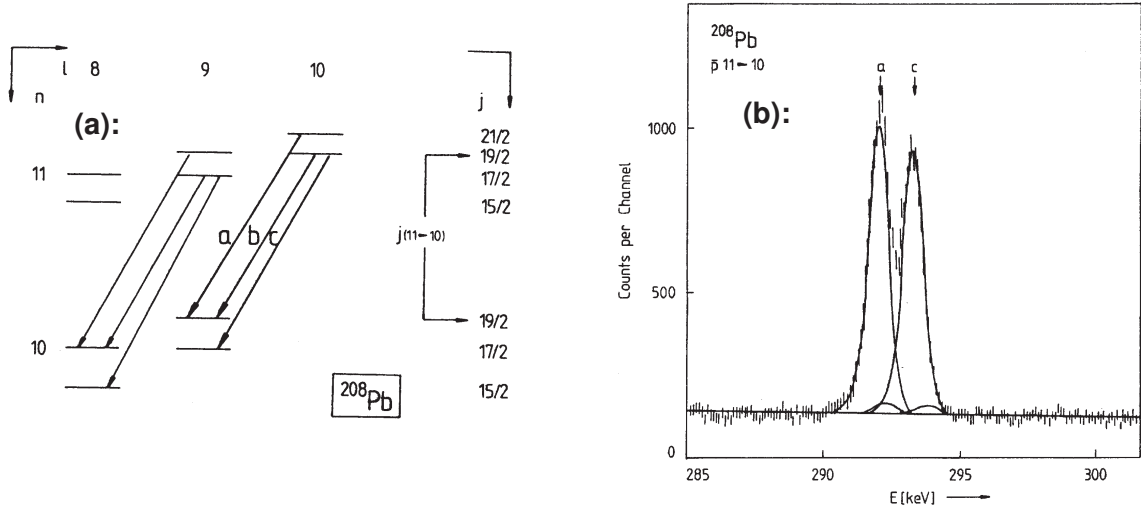 l 8 9 10
n
j
(a):
21/2
19/2
11
17/2
15/2
a b c
j(11→10)
19/2
10
17/2
15/2
²⁰⁸Pb
²⁰⁸Pb
p̄ 11→10
a c
(b):
1000
500
0
Counts per Channel
285 290 295 300
E [keV]